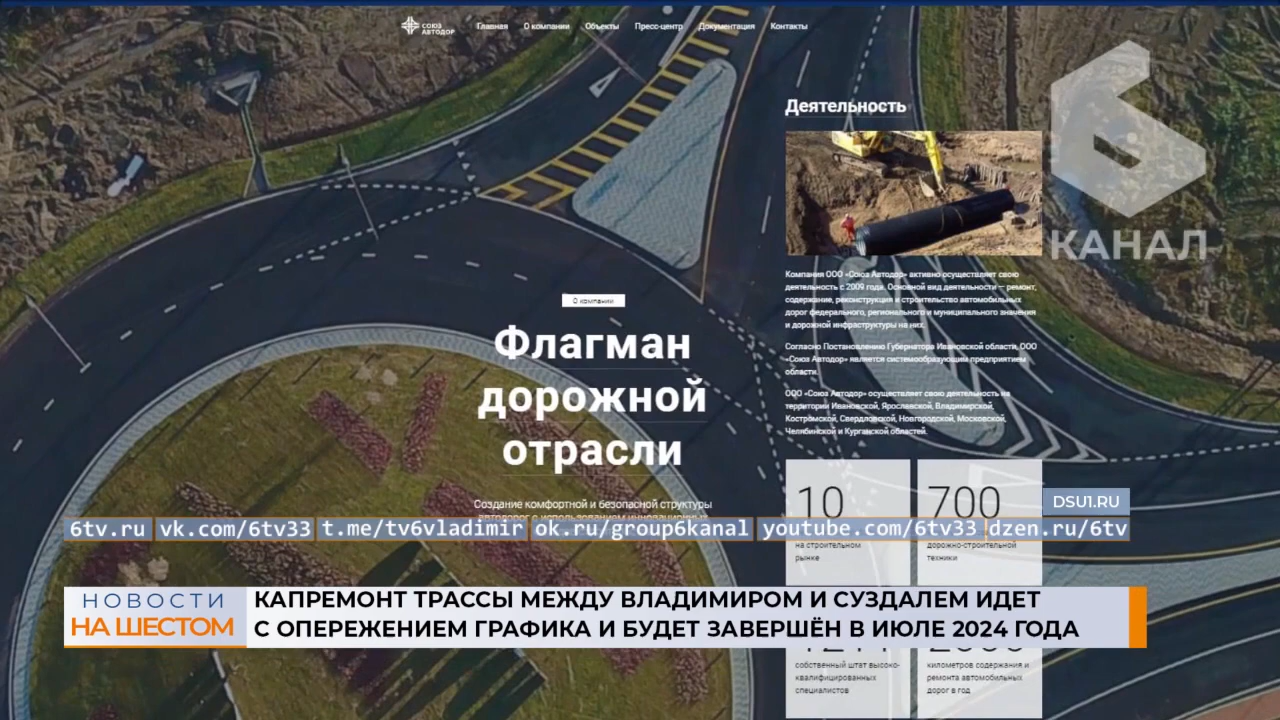 СОЮЗ
АВТОДОР
Главная О компании Объекты Пресс-центр Документация Контакты
6
КАНАЛ
Деятельность
Компания ООО «Союз Автодор» активно осуществляет свою
деятельность с 2009 года. Основной вид деятельности – ремонт,
содержание, реконструкция и строительство автомобильных
дорог федерального, регионального и муниципального значения
и дорожной инфраструктуры на них.
Согласно Постановлению Губернатора Ивановской области, ООО
«Союз Автодор» является системообразующим предприятием
области.
ООО «Союз Автодор» осуществляет свою деятельность на
территории Ивановской, Ярославской, Владимирской,
Костромской, Свердловской, Новгородской, Московской,
Челябинской и Курганской областей.
О компании
Флагман
дорожной
отрасли
Создание комфортной и безопасной структуры
автодорог с использованием инновационных
10
на строительном
рынке
700
дорожно-строительной
техники
DSU1.RU
6tv.ru vk.com/6tv33 t.me/tv6vladimir ok.ru/group6kanal youtube.com/6tv33 dzen.ru/6tv
НОВОСТИ
НА ШЕСТОМ
КАПРЕМОНТ ТРАССЫ МЕЖДУ ВЛАДИМИРОМ И СУЗДАЛЕМ ИДЕТ
С ОПЕРЕЖЕНИЕМ ГРАФИКА И БУДЕТ ЗАВЕРШЁН В ИЮЛЕ 2024 ГОДА
собственный штат высоко-
квалифицированных
специалистов
километров содержания и
ремонта автомобильных
дорог в год